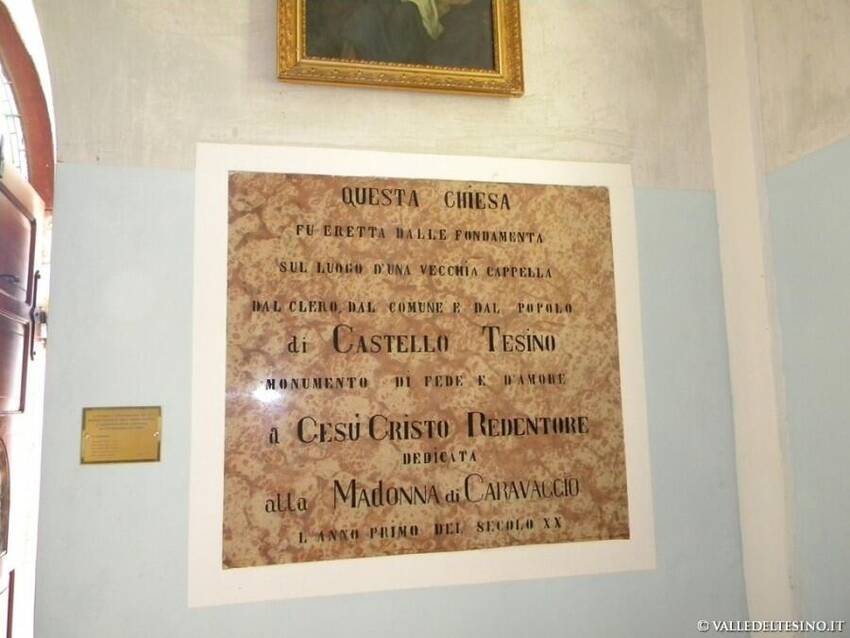 QUESTA CHIESA
FU ERETTA DALLE FONDAMENTA
SUL LUOGO D'UNA VECCHIA CAPPELLA
DAL CLERO, DAL COMUNE E DAL POPOLO
di CASTELLO TESINO
MONUMENTO DI FEDE E D'AMORE
a GESÚ CRISTO REDENTORE
DEDICATA
alla MADONNA di CARAVAGGIO
L'ANNO PRIMO DEL SECOLO XX
© VALLEDELTESINO.IT